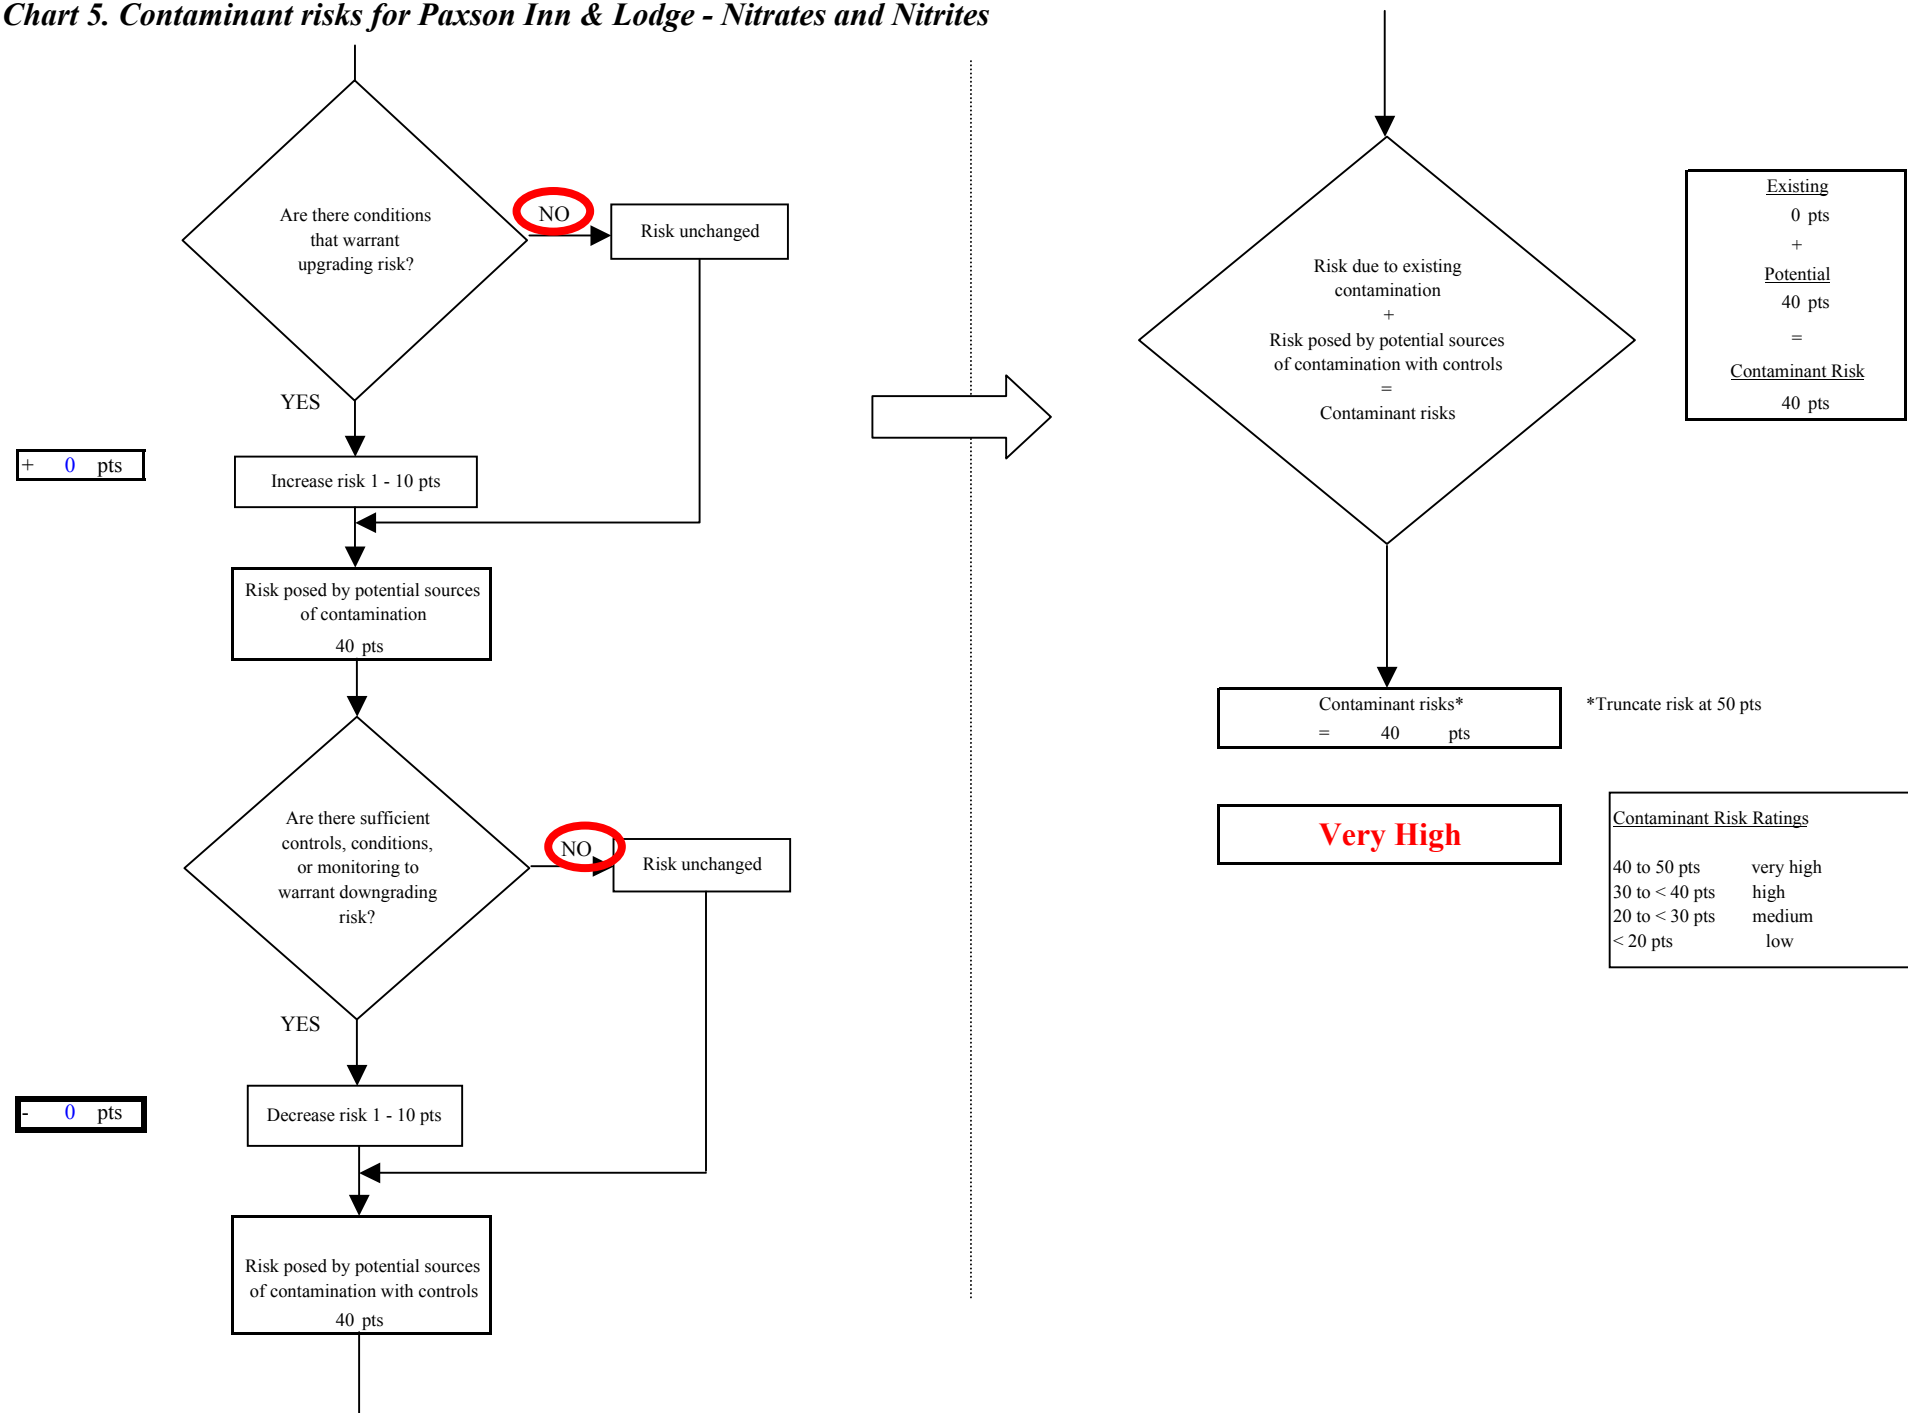 Chart 5. Contaminant risks for Paxson Inn & Lodge - Nitrates and Nitrites
Are there conditions
that warrant
upgrading risk?
NO
Risk unchanged
YES
+ 0 pts
Increase risk 1 - 10 pts
Risk posed by potential sources
of contamination
40 pts
Are there sufficient
controls, conditions,
or monitoring to
warrant downgrading
risk?
NO
Risk unchanged
YES
- 0 pts
Decrease risk 1 - 10 pts
Risk posed by potential sources
of contamination with controls
40 pts
Risk due to existing
contamination
+
Risk posed by potential sources
of contamination with controls
=
Contaminant risks
Existing
0 pts
+
Potential
40 pts
=
Contaminant Risk
40 pts
Contaminant risks*
= 40 pts
*Truncate risk at 50 pts
Very High
Contaminant Risk Ratings
40 to 50 pts very high
30 to < 40 pts high
20 to < 30 pts medium
< 20 pts low